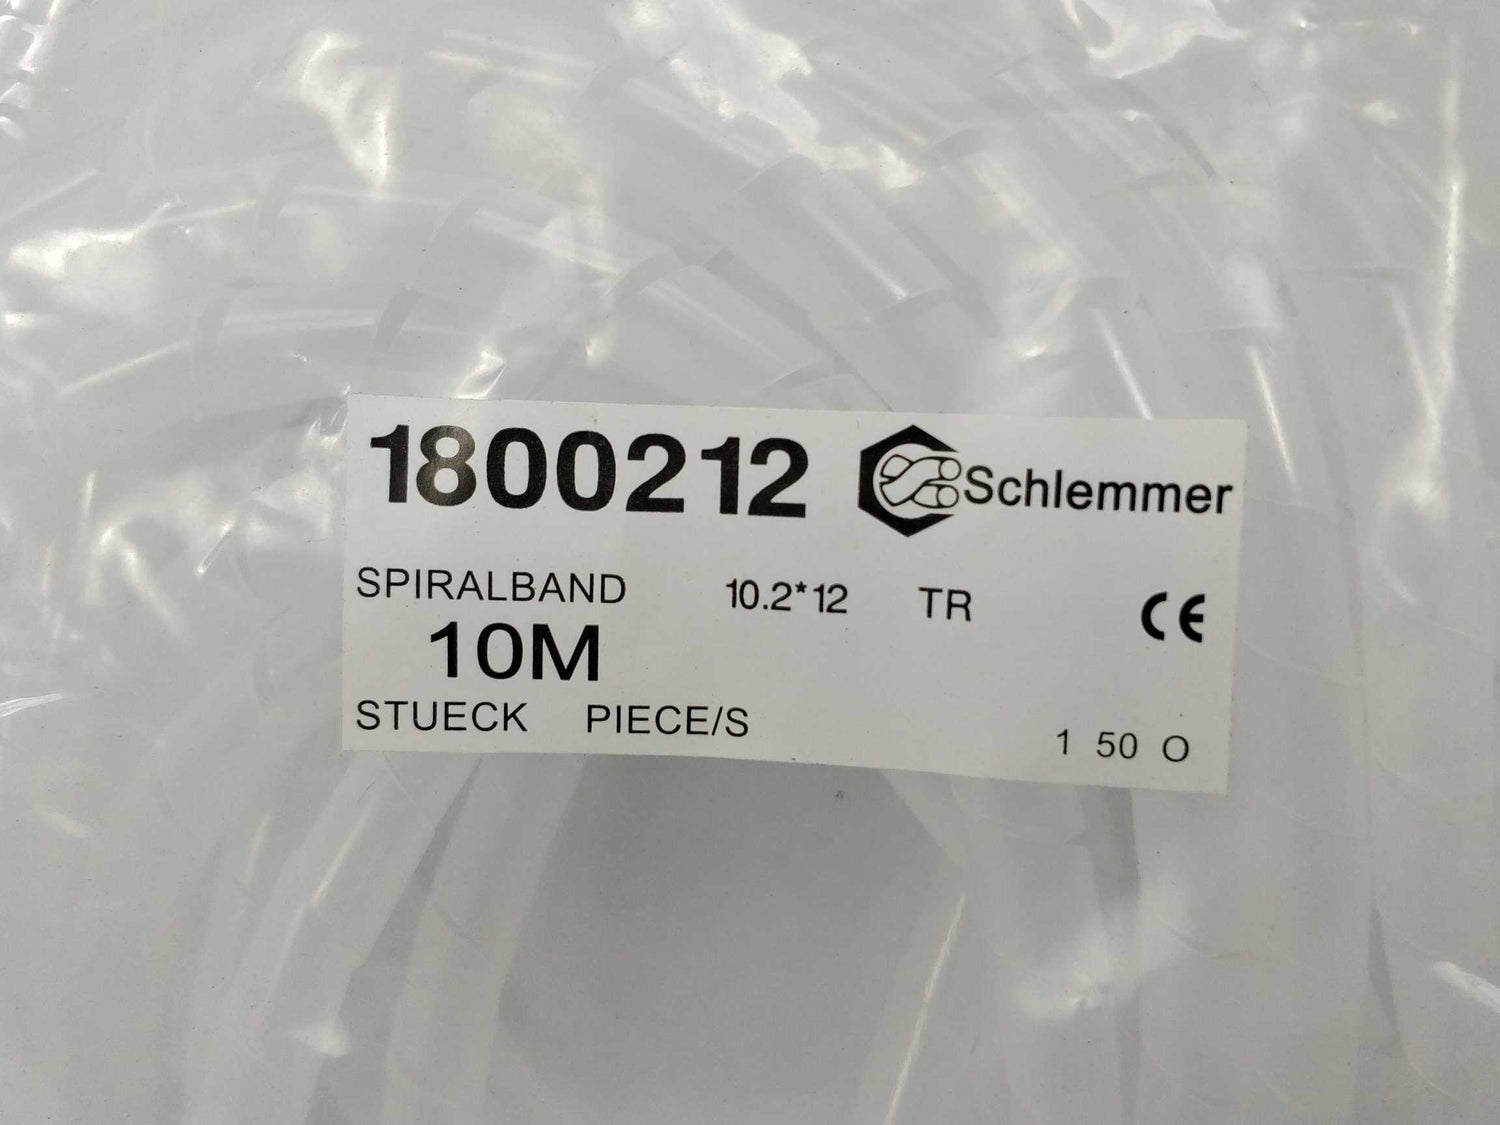 1800212 Schlemmer
SPIRALBAND 10.2*12 TR CE
10M
STUECK PIECE/S
1 50 O